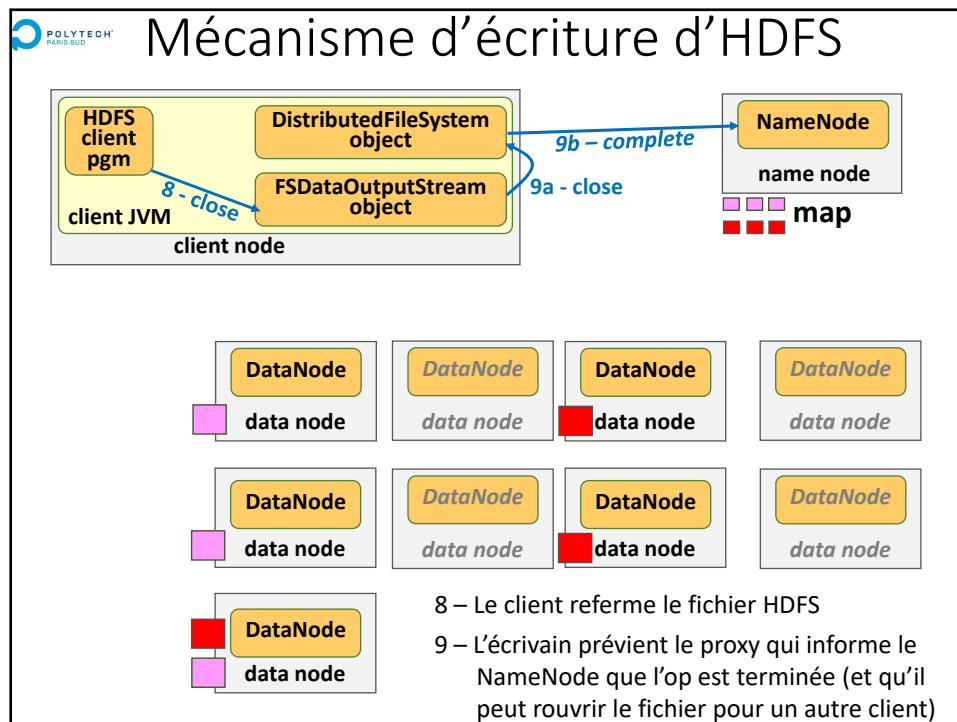 POLYTECH'
PARIS-SUD
Mécanisme d'écriture d'HDFS
HDFS
client
pgm
DistributedFileSystem
object
9b – complete
NameNode
8 - close
FSDataOutputStream
object
9a - close
name node
client JVM
client node
map
DataNode
data node
DataNode
data node
DataNode
data node
DataNode
data node
DataNode
data node
DataNode
data node
DataNode
data node
DataNode
data node
DataNode
data node
8 – Le client referme le fichier HDFS
9 – L'écrivain prévient le proxy qui informe le
NameNode que l'op est terminée (et qu'il
peut rouvrir le fichier pour un autre client)